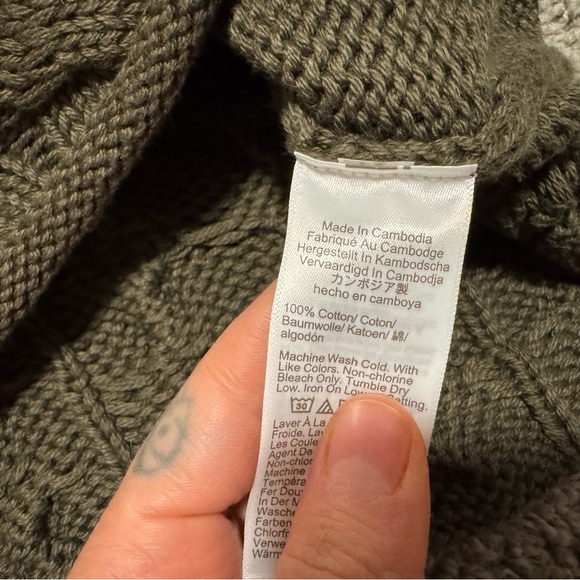 Made In Cambodia
Fabriqué Au Cambodge
Hergestellt In Kambodscha
Vervaardigd In Cambodja
カンボジア製
hecho en camboya
100% Cotton/ Coton/
Baumwolle/ Katoen/ 綿/
algodón
Machine Wash Cold. With
Like Colors. Non-chlorine
Bleach Only. Tumble Dry
Low. Iron On Low
30
Laver À La
Froide.
Les Coule
Agent De
Non-chlor
Machine
Tempéra
Fer Dou
In Der M
Wasche
Farben
Chlorf
Verwe
Wärm